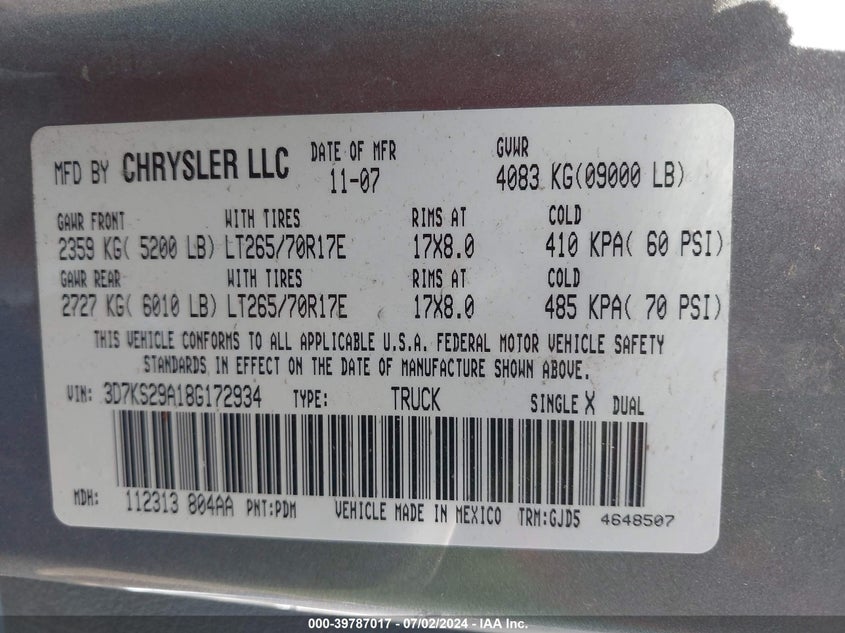 MFD BY CHRYSLER LLC DATE OF MFR 11-07 GVWR 4083 KG(09000 LB)
GAWR FRONT WITH TIRES RIMS AT COLD
2359 KG( 5200 LB) LT265/70R17E 17X8.0 410 KPA( 60 PSI)
GAWR REAR WITH TIRES RIMS AT COLD
2727 KG( 6010 LB) LT265/70R17E 17X8.0 485 KPA( 70 PSI)
THIS VEHICLE CONFORMS TO ALL APPLICABLE U.S.A. FEDERAL MOTOR VEHICLE SAFETY
STANDARDS IN EFFECT ON THE DATE OF MANUFACTURE SHOWN ABOVE.
VIN: 3D7KS29A18G172934 TYPE: TRUCK SINGLE X DUAL
MDH: 112313 804AA PNT:PDM VEHICLE MADE IN MEXICO TRM:GJD5 4648507
000-39787017 - 07/02/2024 - IAA Inc.